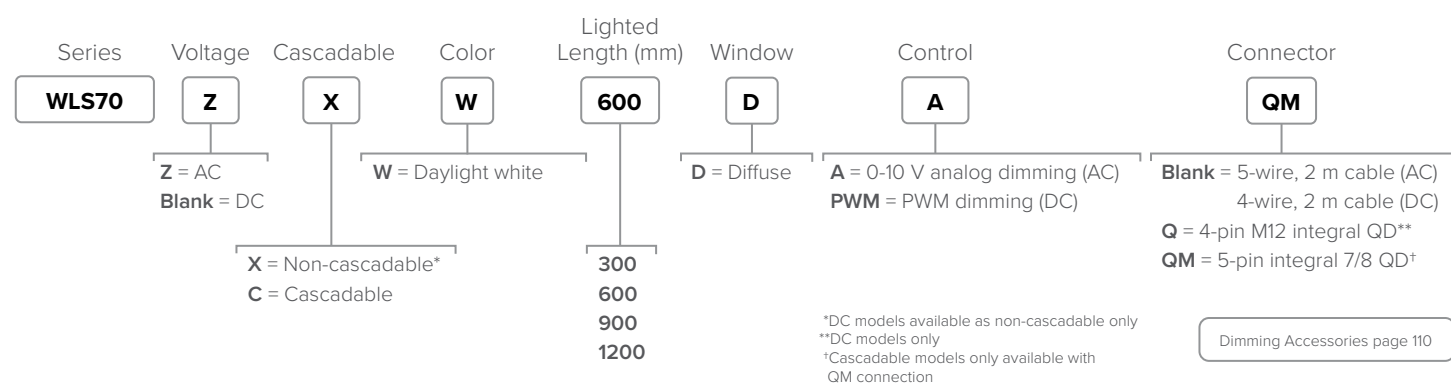 Series Voltage Cascadable Color Lighted Length (mm) Window Control Connector
WLS70 Z X W 600 D A QM
Z = AC
Blank = DC
W = Daylight white
D = Diffuse
A = 0-10 V analog dimming (AC)
PWM = PWM dimming (DC)
Blank = 5-wire, 2 m cable (AC)
4-wire, 2 m cable (DC)
Q = 4-pin M12 integral QD**
QM = 5-pin integral 7/8 QD†
X = Non-cascadable*
C = Cascadable
300
600
900
1200
*DC models available as non-cascadable only
**DC models only
†Cascadable models only available with
QM connection
Dimming Accessories page 110